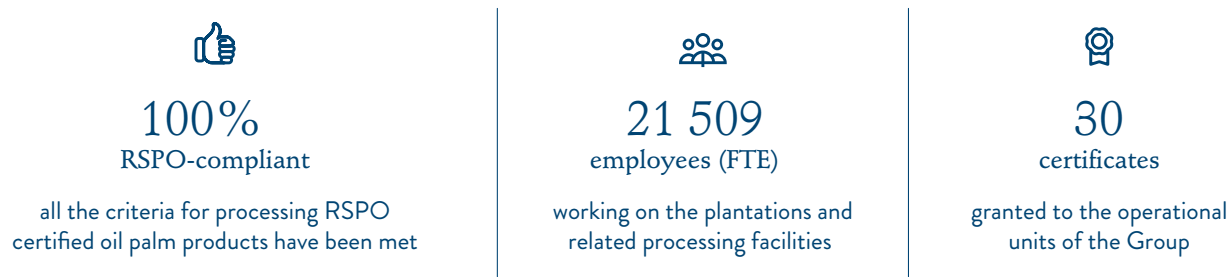 100%
RSPO-compliant
all the criteria for processing RSPO
certified oil palm products have been met
21 509
employees (FTE)
working on the plantations and
related processing facilities
30
certificates
granted to the operational
units of the Group